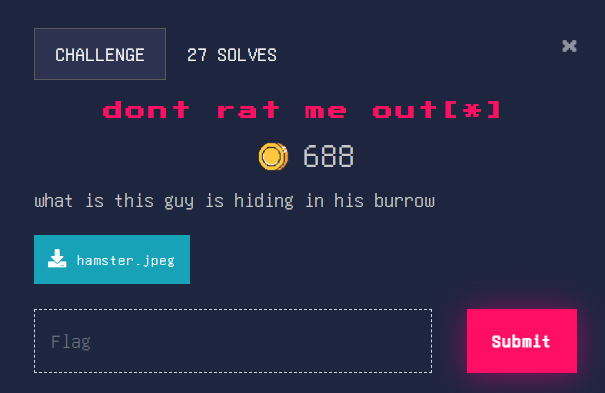 CHALLENGE 27 SOLVES ×
dont rat me out[*]
688
what is this guy is hiding in his burrow
hamster.jpeg
Flag Submit